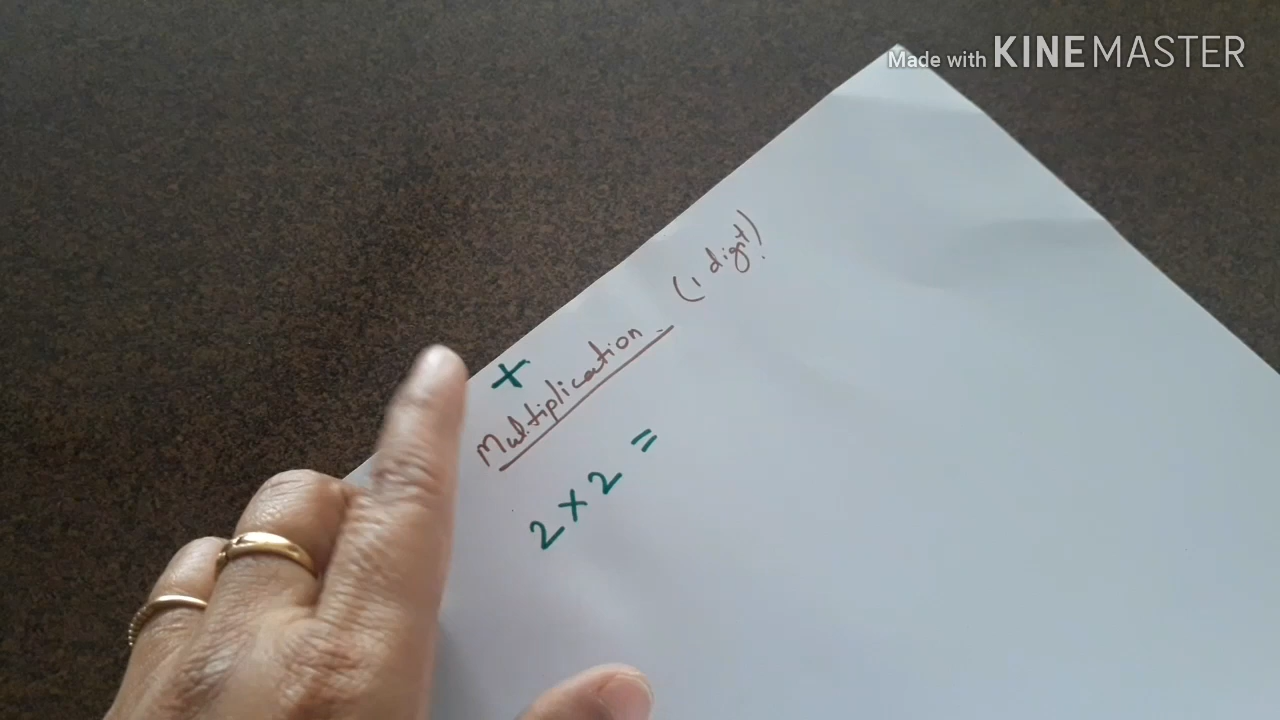 Made with KINEMASTER
+
Multiplication (1 digit)
2 × 2 =